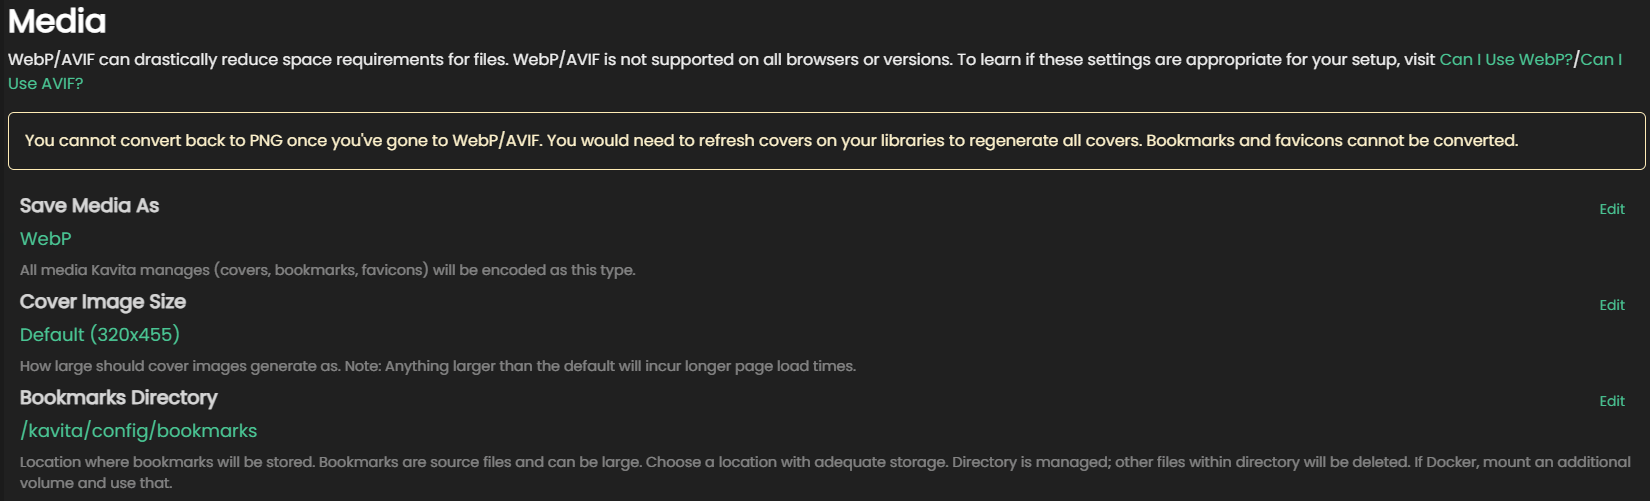 Media
WebP/AVIF can drastically reduce space requirements for files. WebP/AVIF is not supported on all browsers or versions. To learn if these settings are appropriate for your setup, visit Can I Use WebP?/Can I
Use AVIF?
You cannot convert back to PNG once you've gone to WebP/AVIF. You would need to refresh covers on your libraries to regenerate all covers. Bookmarks and favicons cannot be converted.
Save Media As
Edit
WebP
All media Kavita manages (covers, bookmarks, favicons) will be encoded as this type.
Cover Image Size
Edit
Default (320x455)
How large should cover images generate as. Note: Anything larger than the default will incur longer page load times.
Bookmarks Directory
Edit
/kavita/config/bookmarks
Location where bookmarks will be stored. Bookmarks are source files and can be large. Choose a location with adequate storage. Directory is managed; other files within directory will be deleted. If Docker, mount an additional
volume and use that.